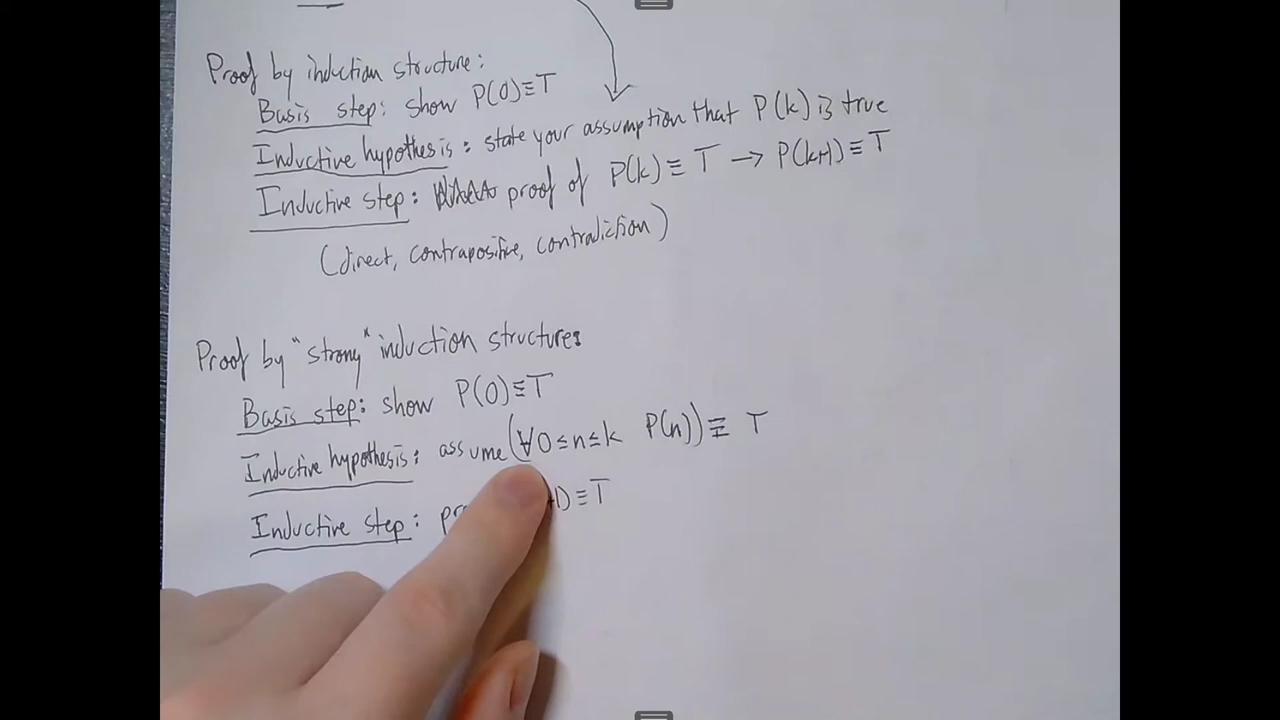 Proof by induction structure:
Basis step: show P(0)≡T
Inductive hypothesis: state your assumption that P(k) is true
Inductive step: proof of P(k)≡T → P(k+1)≡T
(direct, contrapositive, contradiction)
Proof by "strong" induction structure:
Basis step: show P(0)≡T
Inductive hypothesis: assume (∀0≤n≤k P(n))≡ T
Inductive step: ≡T